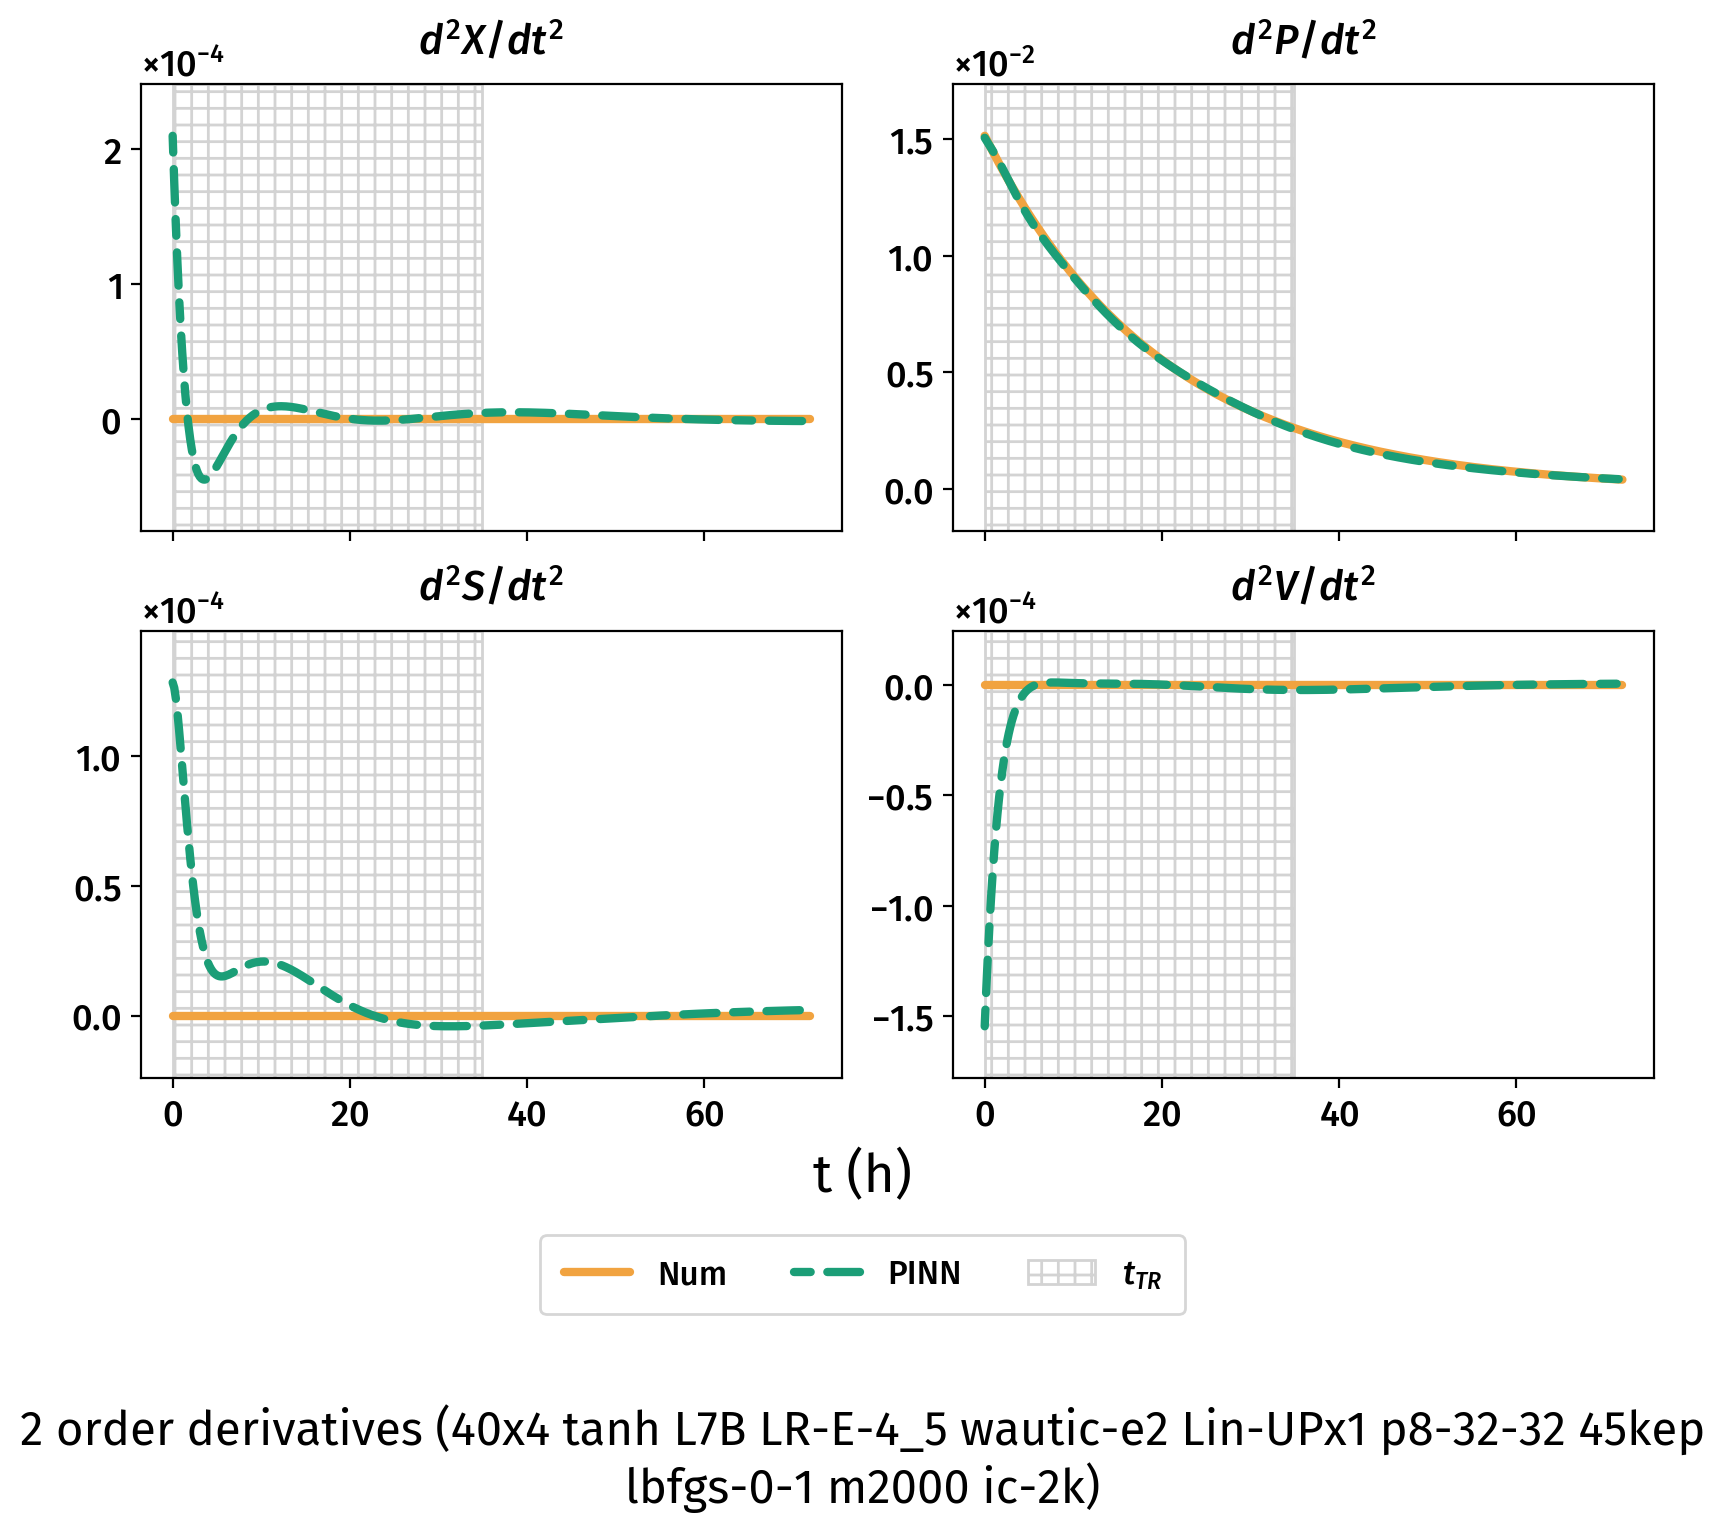 d²X/dt²
×10⁻⁴
2
1
0
d²P/dt²
×10⁻²
1.5
1.0
0.5
0.0
d²S/dt²
×10⁻⁴
1.0
0.5
0.0
0 20 40 60
d²V/dt²
×10⁻⁴
0.0
−0.5
−1.0
−1.5
0 20 40 60
t (h)
Num PINN t_TR
2 order derivatives (40x4 tanh L7B LR-E-4_5 wautic-e2 Lin-UPx1 p8-32-32 45kep
lbfgs-0-1 m2000 ic-2k)